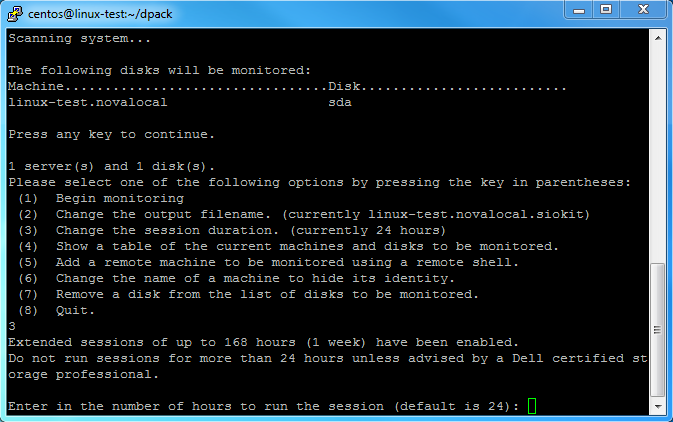 centos@linux-test:~/dpack
Scanning system...
The following disks will be monitored:
Machine.................................Disk..........................
linux-test.novalocal                    sda
Press any key to continue.
1 server(s) and 1 disk(s).
Please select one of the following options by pressing the key in parentheses:
 (1)  Begin monitoring
 (2)  Change the output filename. (currently linux-test.novalocal.siokit)
 (3)  Change the session duration. (currently 24 hours)
 (4)  Show a table of the current machines and disks to be monitored.
 (5)  Add a remote machine to be monitored using a remote shell.
 (6)  Change the name of a machine to hide its identity.
 (7)  Remove a disk from the list of disks to be monitored.
 (8)  Quit.
3
Extended sessions of up to 168 hours (1 week) have been enabled.
Do not run sessions for more than 24 hours unless advised by a Dell certified st
orage professional.
Enter in the number of hours to run the session (default is 24):